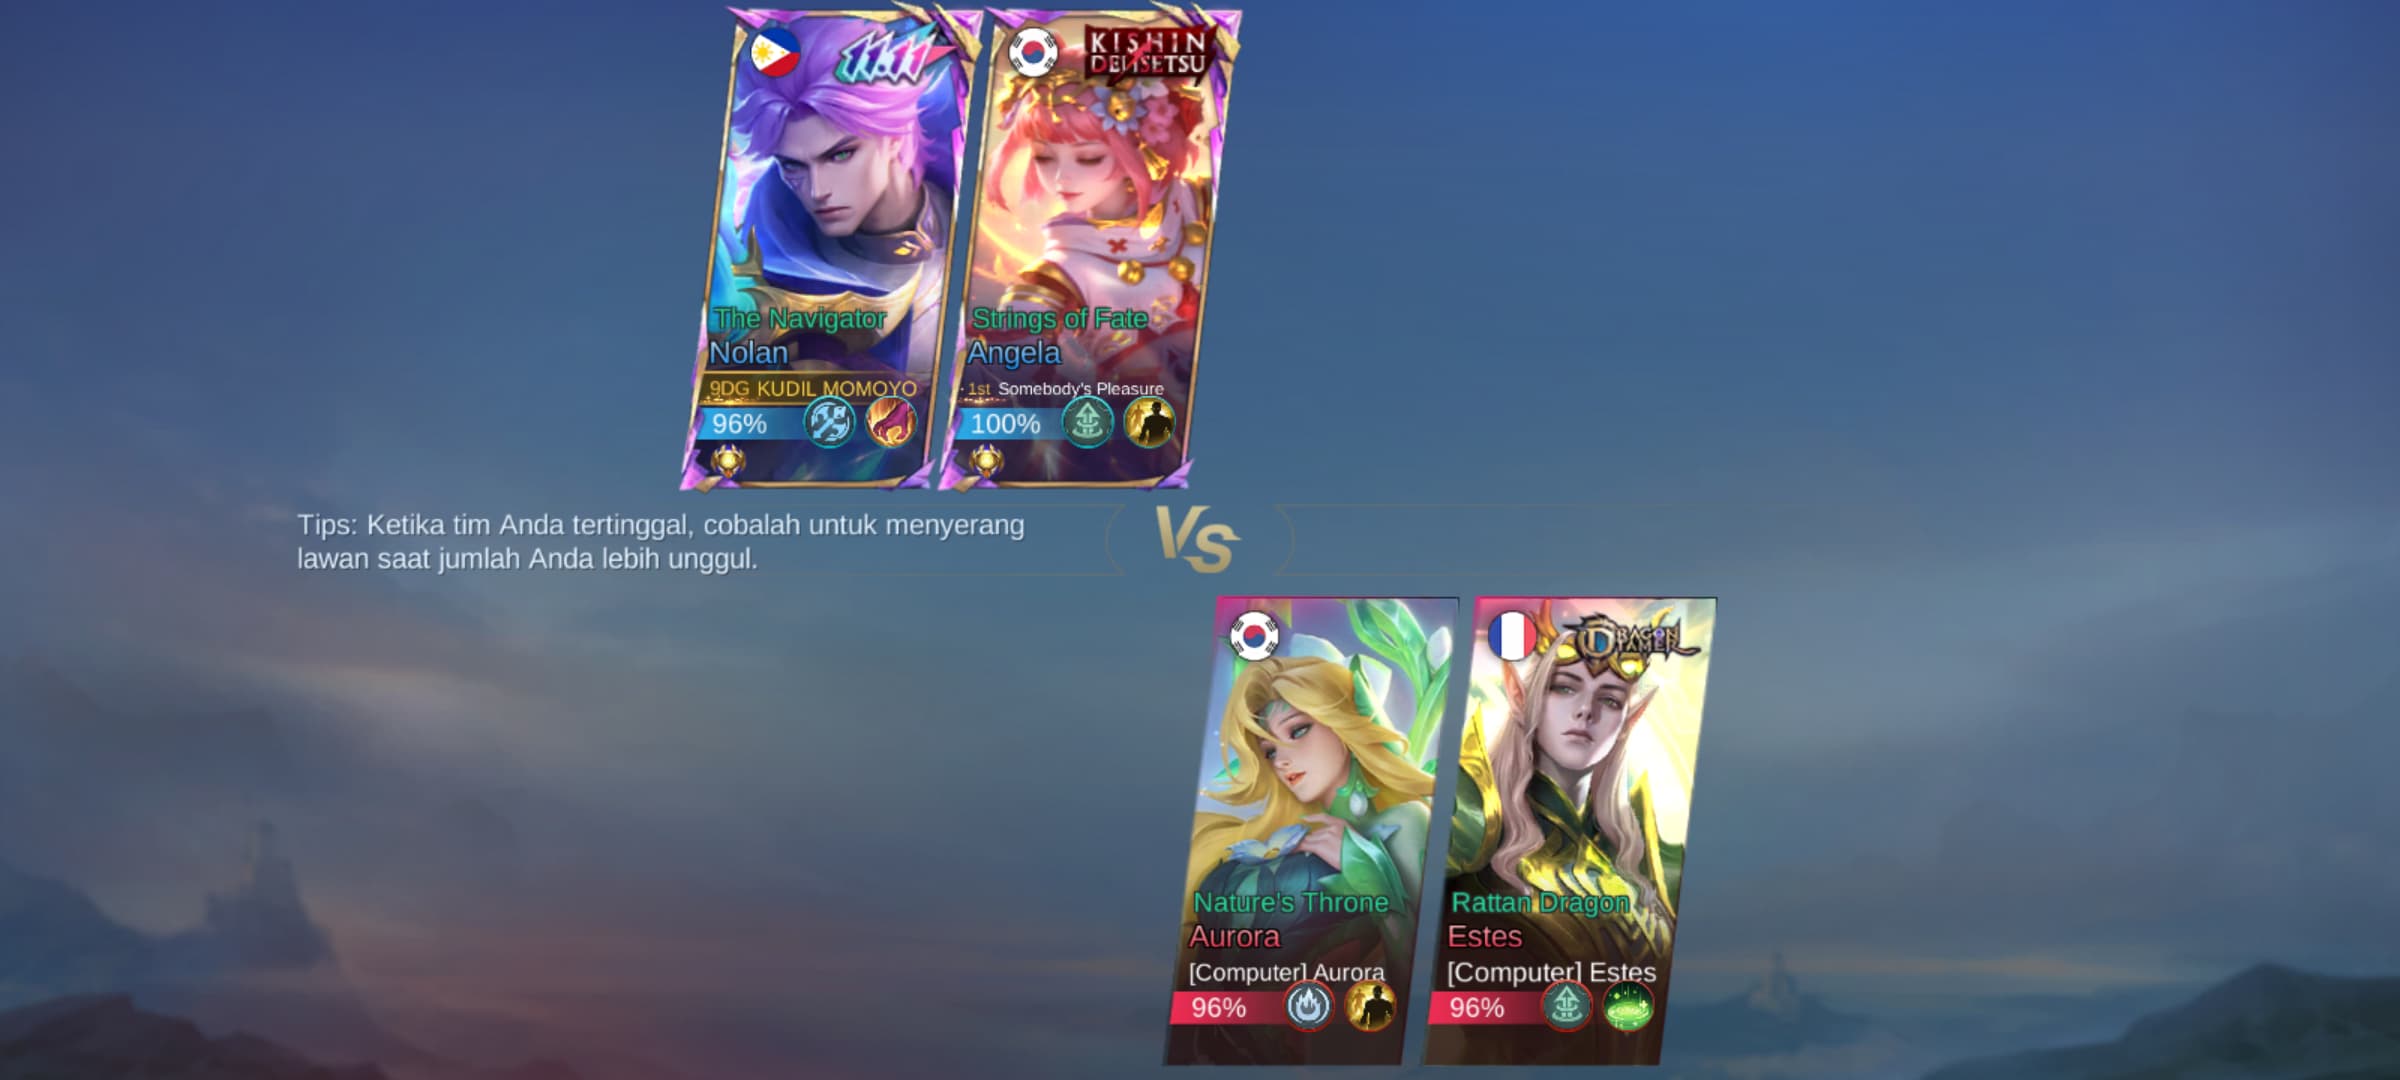 11.11
KISHIN
DENSETSU
The Navigator
Nolan
9DG KUDIL MOMOYO
96%
Strings of Fate
Angela
1st Somebody's Pleasure
100%
Tips: Ketika tim Anda tertinggal, cobalah untuk menyerang
lawan saat jumlah Anda lebih unggul.
VS
DRAGON
TAMER
Nature's Throne
Aurora
[Computer] Aurora
96%
Rattan Dragon
Estes
[Computer] Estes
96%